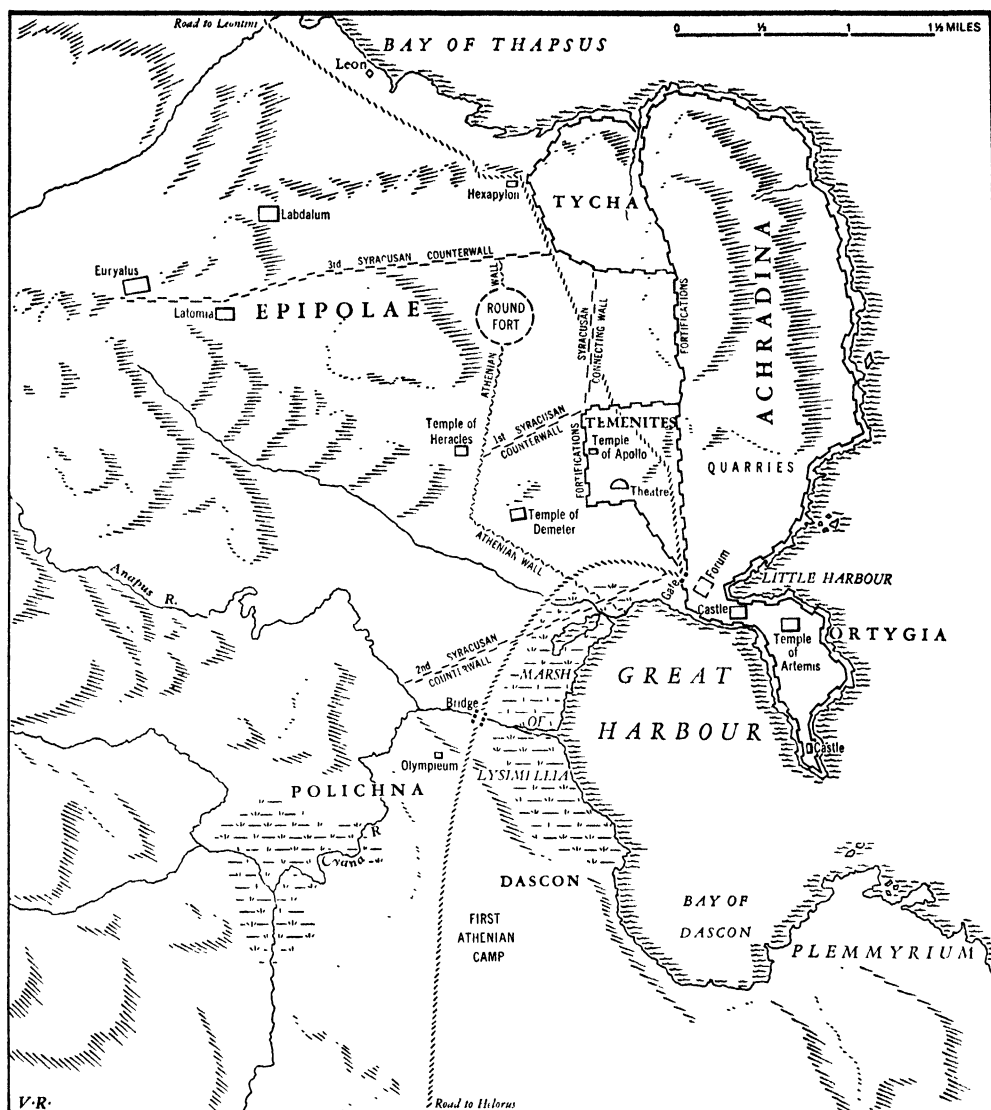 Road to Leontini
BAY OF THAPSUS
0 ½ 1 1½ MILES
Leon
Hexapylon
TYCHA
Labdalum
ACHRADINA
Euryalus
3rd SYRACUSAN COUNTERWALL
Latomia
EPIPOLAE
WALL
ROUND
FORT
ATHENIAN
SYRACUSAN
CONNECTING WALL
FORTIFICATIONS
Temple of
Heracles
1st SYRACUSAN
COUNTERWALL
FORTIFICATIONS
TEMENITES
Temple
of Apollo
Theatre
QUARRIES
Temple of
Demeter
ATHENIAN WALL
Anapus R.
Gate
Forum
LITTLE HARBOUR
Castle
Temple
of
Artemis
ORTYGIA
2nd SYRACUSAN
COUNTERWALL
MARSH
OF
LYSIMILLIA
GREAT
HARBOUR
Bridge
Castle
Olympieum
POLICHNA
Cyana R
DASCON
FIRST
ATHENIAN
CAMP
BAY OF
DASCON
PLEMMYRIUM
V·R·
Road to Hilorus